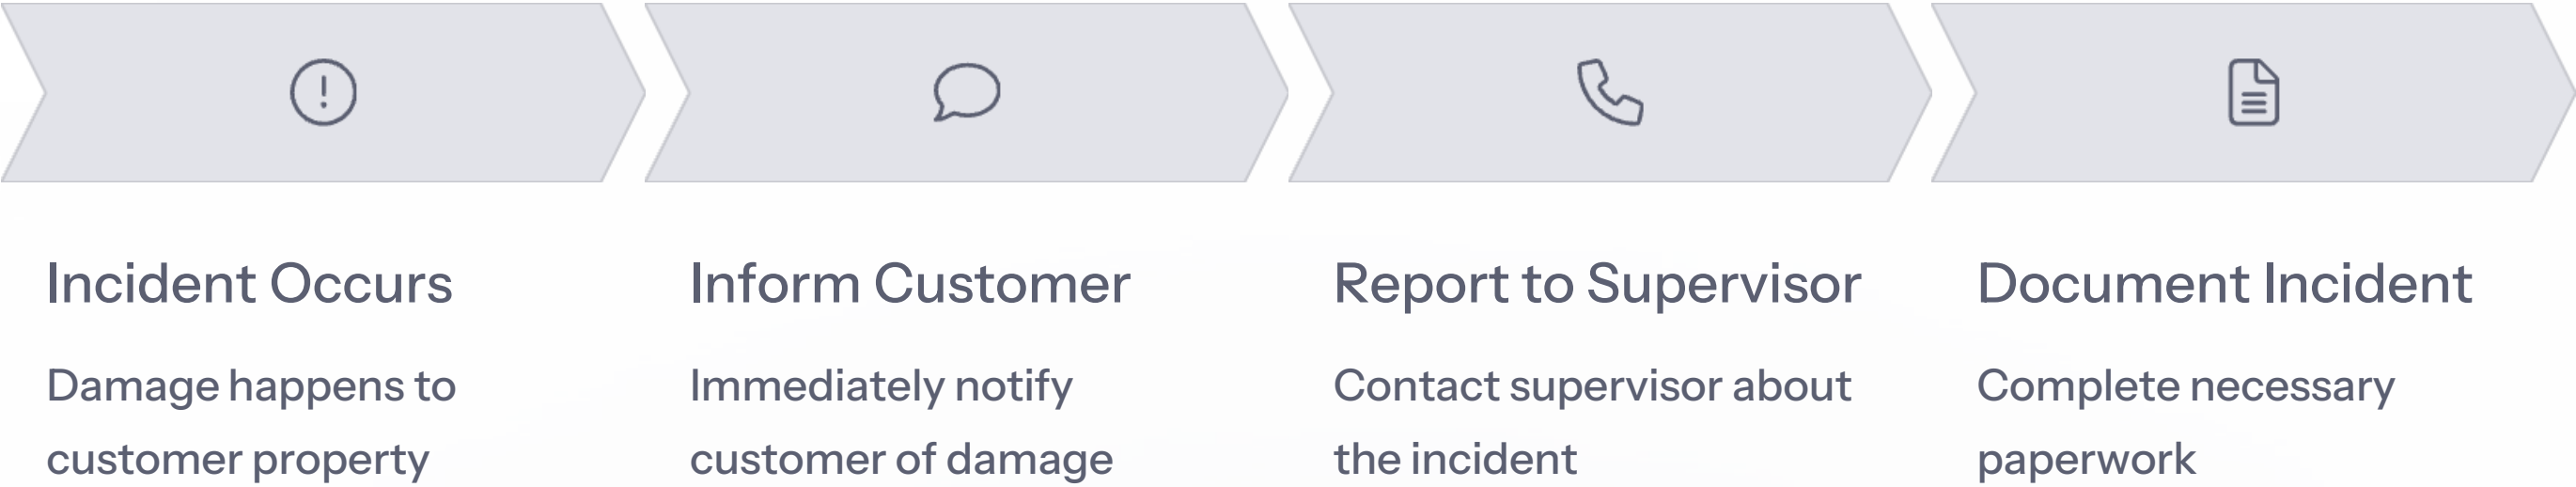 Incident Occurs
Damage happens to
customer property
Inform Customer
Immediately notify
customer of damage
Report to Supervisor
Contact supervisor about
the incident
Document Incident
Complete necessary
paperwork